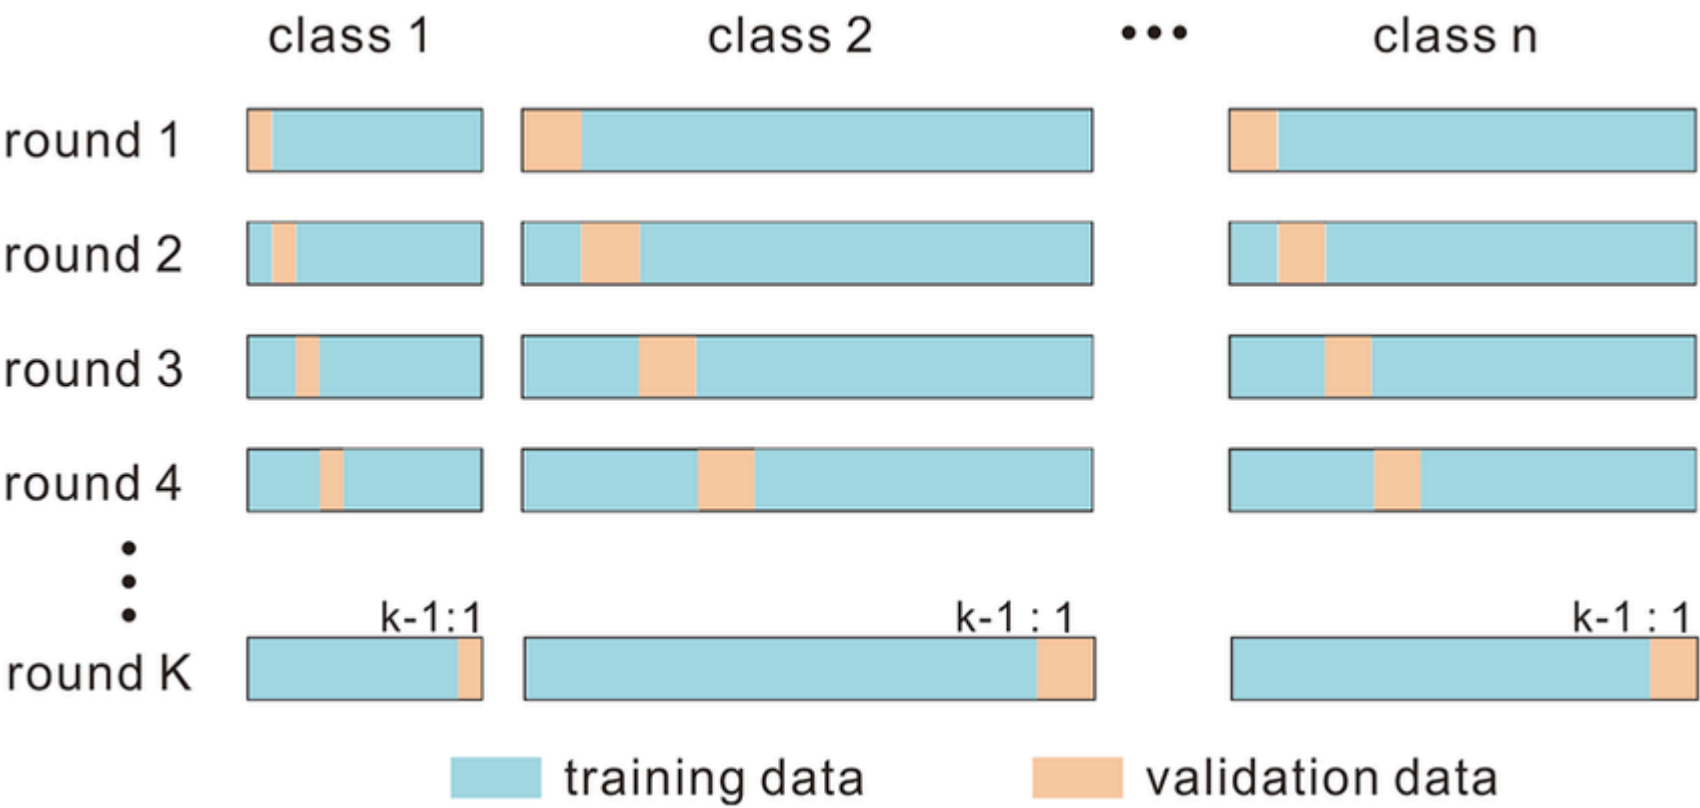 class 1 class 2 ••• class n
round 1
round 2
round 3
round 4
k-1:1 k-1 : 1 k-1 : 1
round K
training data validation data